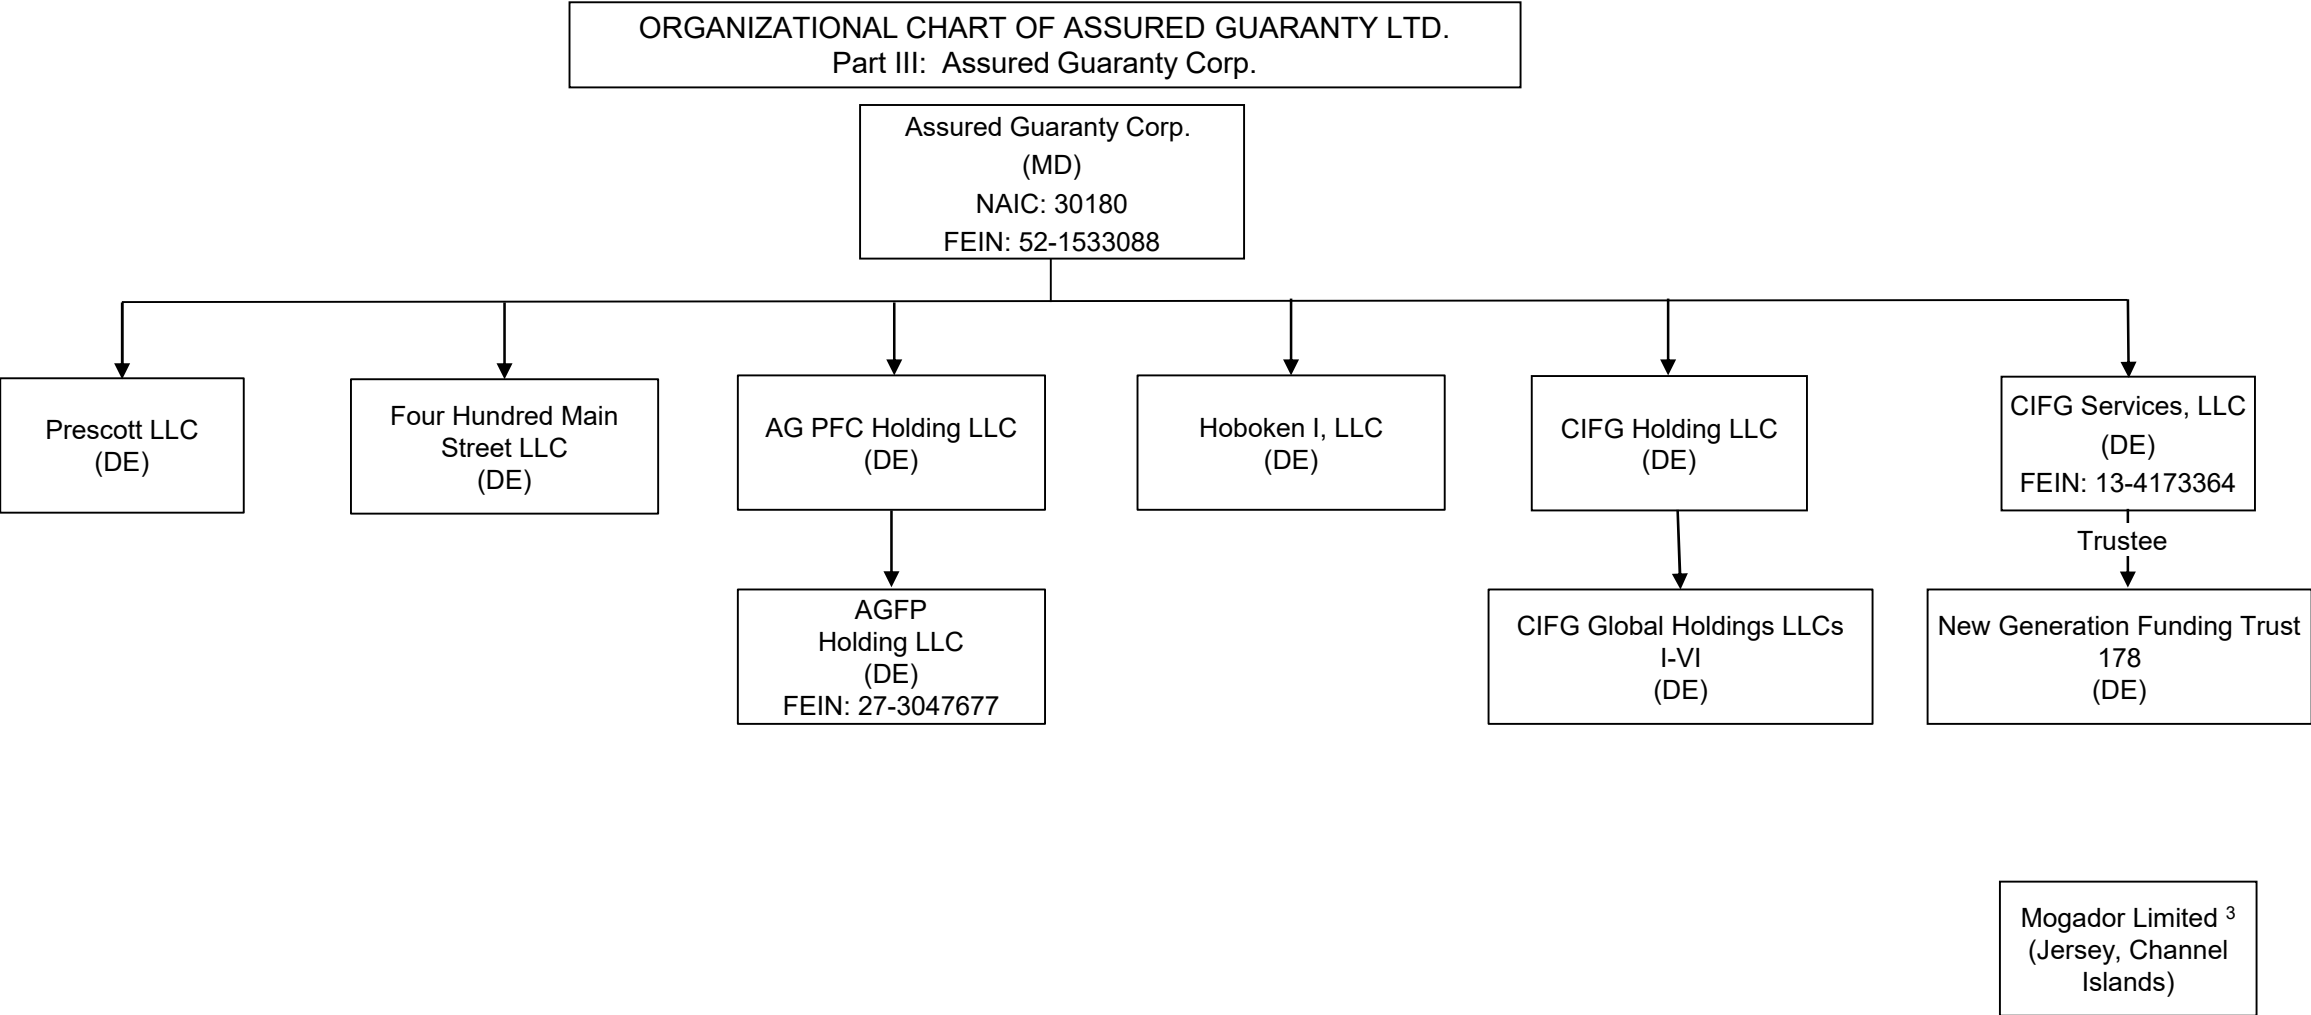 ORGANIZATIONAL CHART OF ASSURED GUARANTY LTD.
Part III:  Assured Guaranty Corp.
Assured Guaranty Corp.
(MD)
NAIC: 30180
FEIN: 52-1533088
Prescott LLC
(DE)
Four Hundred Main
Street LLC
(DE)
AG PFC Holding LLC
(DE)
Hoboken I, LLC
(DE)
CIFG Holding LLC
(DE)
CIFG Services, LLC
(DE)
FEIN: 13-4173364
Trustee
AGFP
Holding LLC
(DE)
FEIN: 27-3047677
CIFG Global Holdings LLCs
I-VI
(DE)
New Generation Funding Trust
178
(DE)
Mogador Limited ³
(Jersey, Channel
Islands)